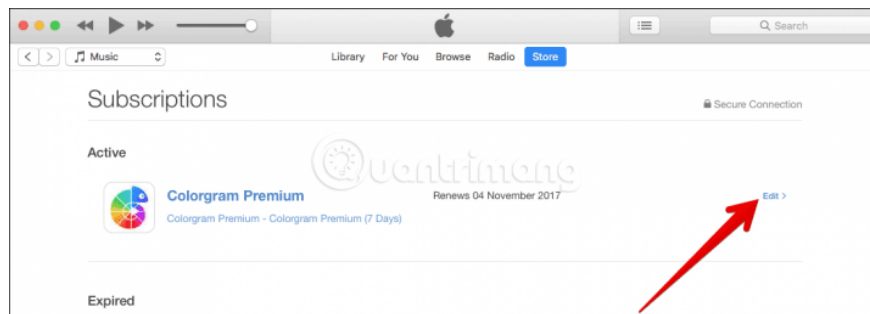 Search
Music
Library For You Browse Radio Store
Subscriptions
Secure Connection
Active
Quantrimang
Colorgram Premium
Renews 04 November 2017
Edit >
Colorgram Premium - Colorgram Premium (7 Days)
Expired